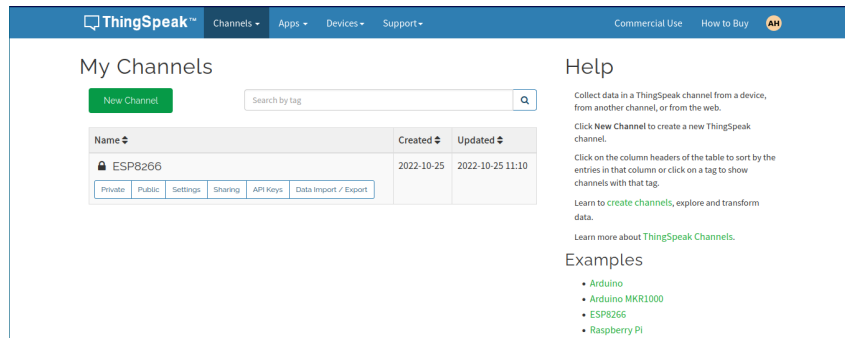 ThingSpeak™ Channels Apps Devices Support Commercial Use How to Buy AH
My Channels
New Channel
Search by tag
Name Created Updated
ESP8266 2022-10-25 2022-10-25 11:10
Private Public Settings Sharing API Keys Data Import / Export
Help
Collect data in a ThingSpeak channel from a device,
from another channel, or from the web.
Click New Channel to create a new ThingSpeak
channel.
Click on the column headers of the table to sort by the
entries in that column or click on a tag to show
channels with that tag.
Learn to create channels, explore and transform
data.
Learn more about ThingSpeak Channels.
Examples
• Arduino
• Arduino MKR1000
• ESP8266
• Raspberry Pi